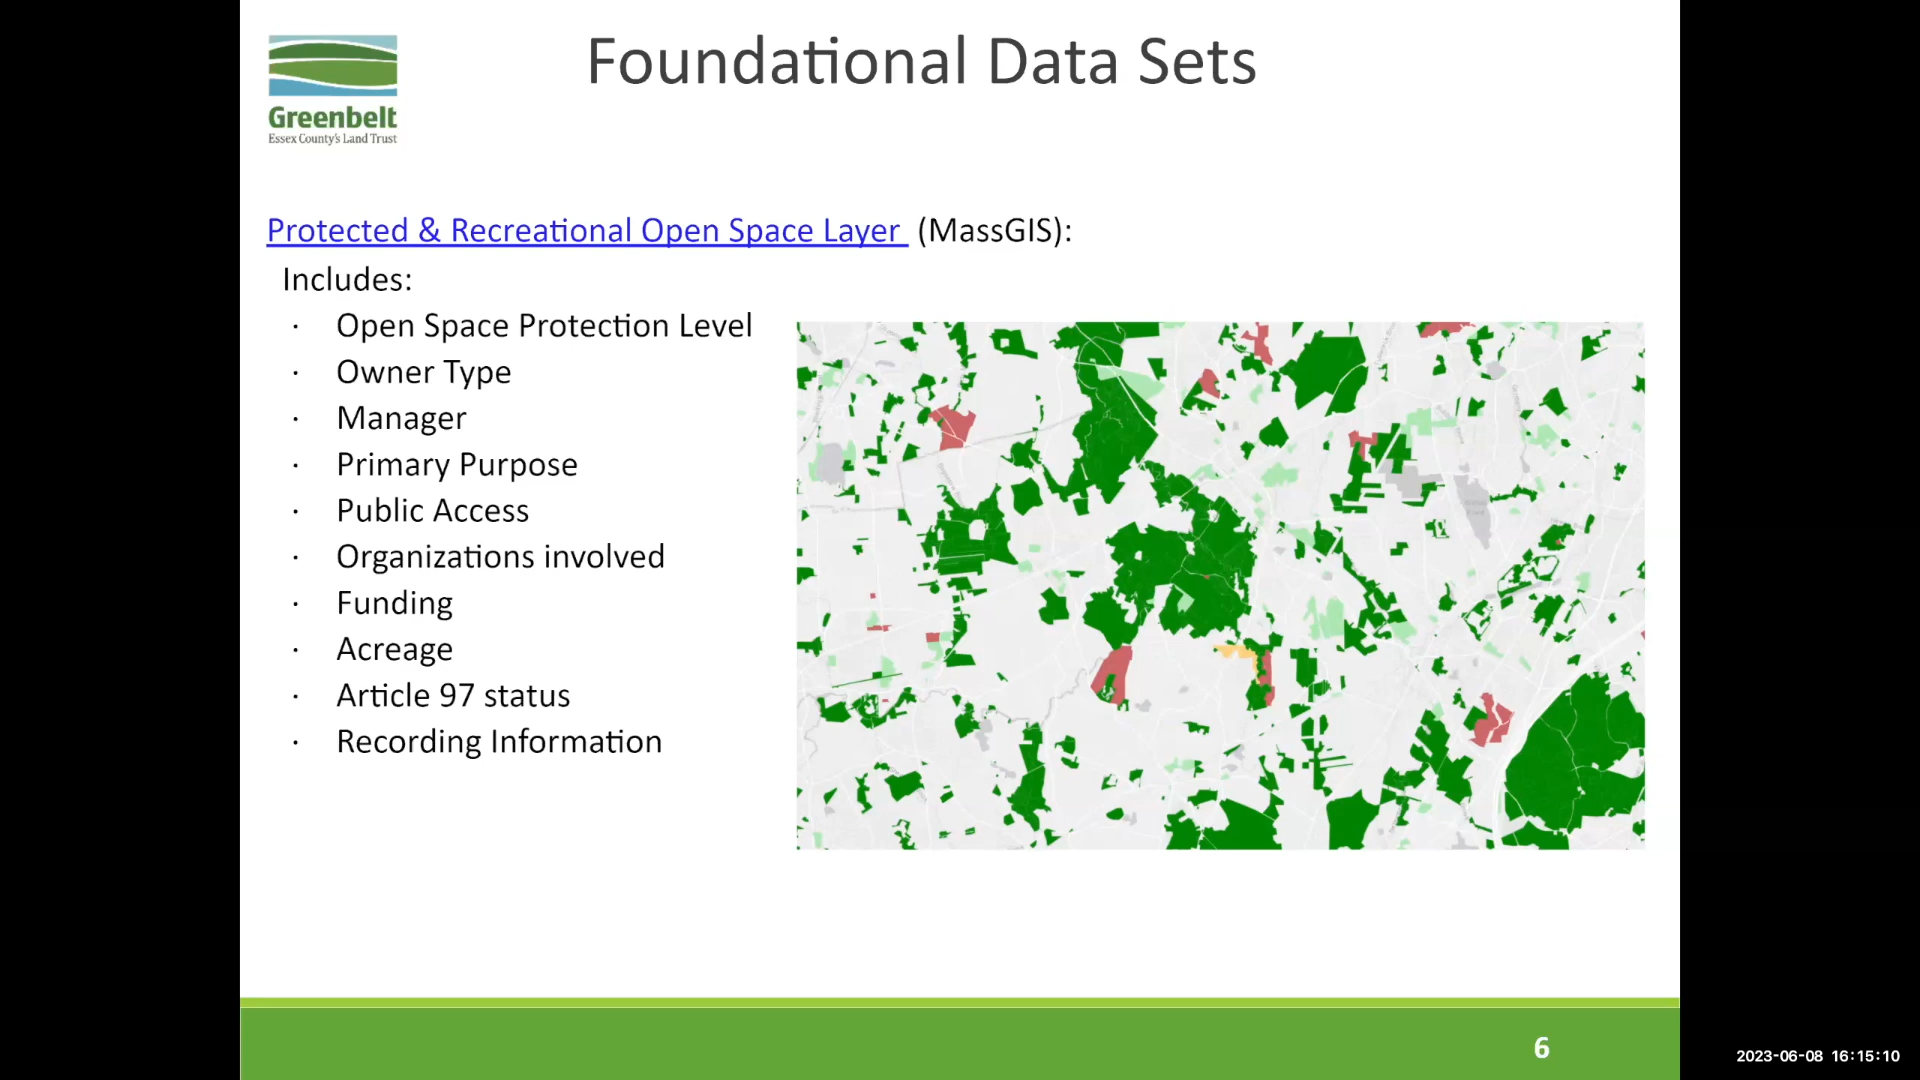 Foundational Data Sets
Greenbelt
Essex County's Land Trust
Protected & Recreational Open Space Layer (MassGIS):
Includes:
· Open Space Protection Level
· Owner Type
· Manager
· Primary Purpose
· Public Access
· Organizations involved
· Funding
· Acreage
· Article 97 status
· Recording Information
6
2023-06-08 16:15:10